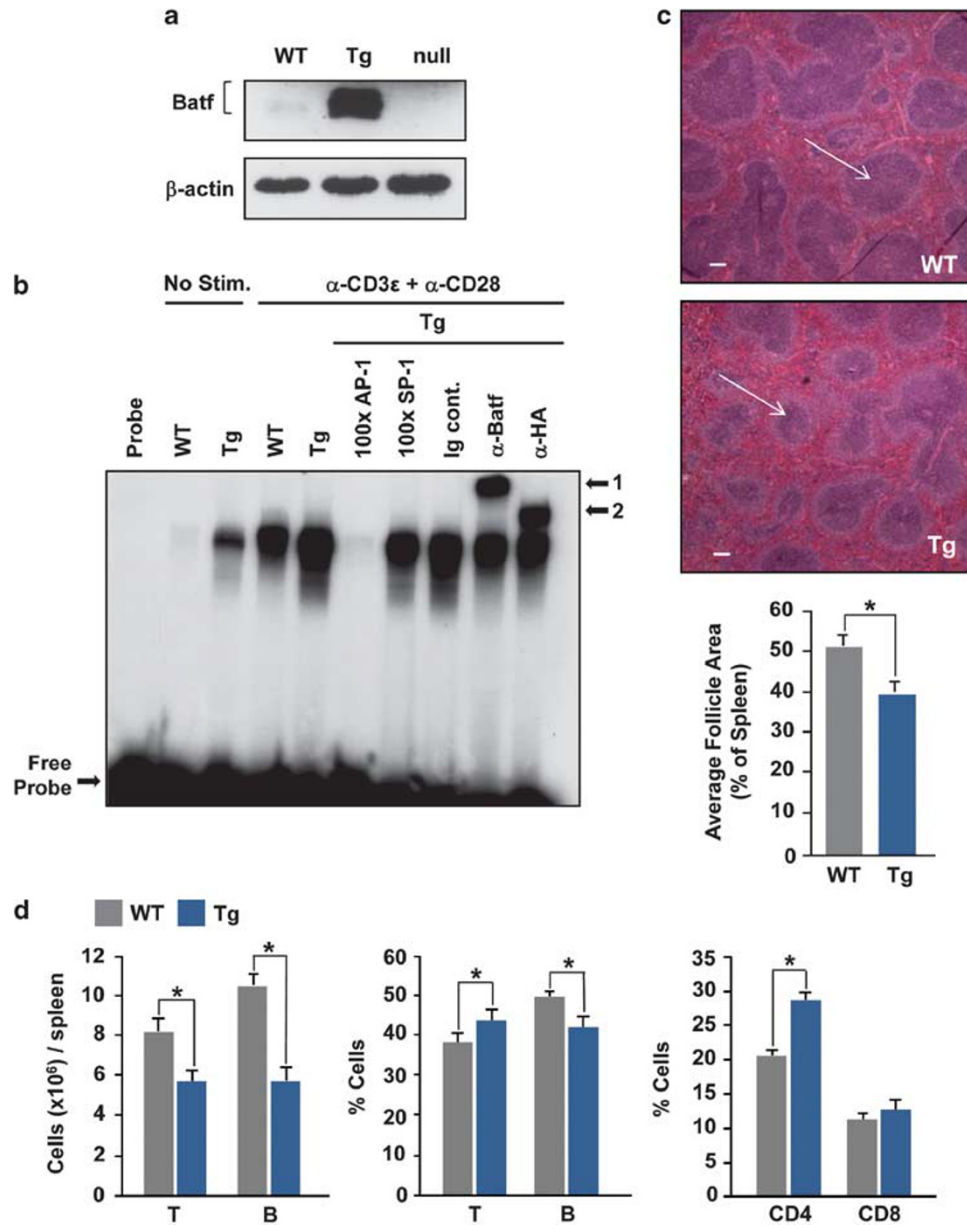 a
WT Tg null
Batf
β-actin
b
No Stim. α-CD3ε + α-CD28
Tg
Probe WT Tg WT Tg 100x AP-1 100x SP-1 Ig cont. α-Batf α-HA
1
2
Free
Probe
c
WT
Tg
60
50
40
30
20
10
0
Average Follicle Area
(% of Spleen)
*
WT Tg
d
WT Tg
12
10
8
6
4
2
0
Cells (x10⁶) / spleen
* *
T B
60
50
40
30
20
10
0
% Cells
* *
T B
35
30
25
20
15
10
5
0
% Cells
*
CD4 CD8